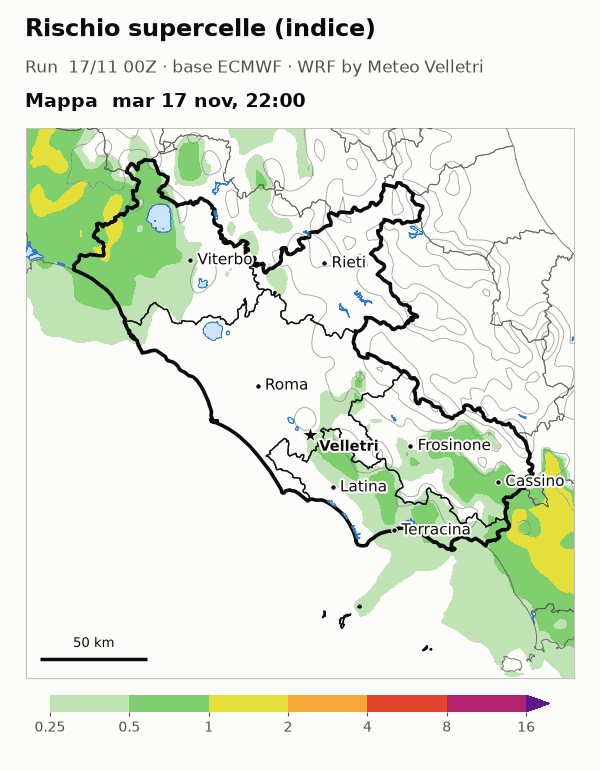 Rischio supercelle (indice)
Run  17/11 00Z · base ECMWF · WRF by Meteo Velletri
Mappa  mar 17 nov, 22:00
Viterbo
Rieti
Roma
Velletri
Frosinone
Cassino
Latina
Terracina
50 km
0.25 0.5 1 2 4 8 16